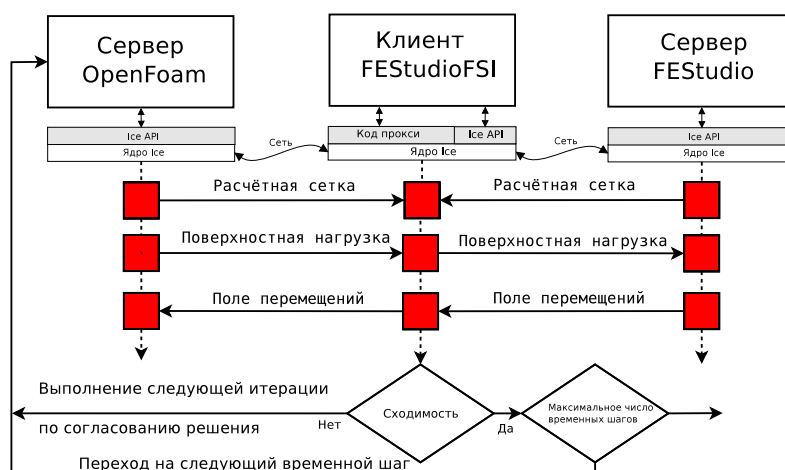 Сервер
OpenFoam
Клиент
FEStudioFSI
Сервер
FEStudio
Ice API
Ядро Ice
Сеть
Код прокси
Ice API
Ядро Ice
Сеть
Ice API
Ядро Ice
Расчётная сетка
Расчётная сетка
Поверхностная нагрузка
Поверхностная нагрузка
Поле перемещений
Поле перемещений
Выполнение следующей итерации
по согласованию решения
Нет
Сходимость
Да
Максимальное число
временных шагов
Переход на следующий временной шаг